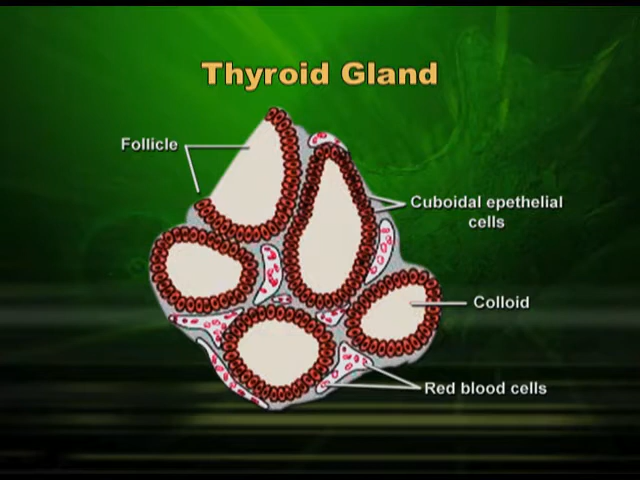 Thyroid Gland
Follicle
Cuboidal epethelial
cells
Colloid
Red blood cells